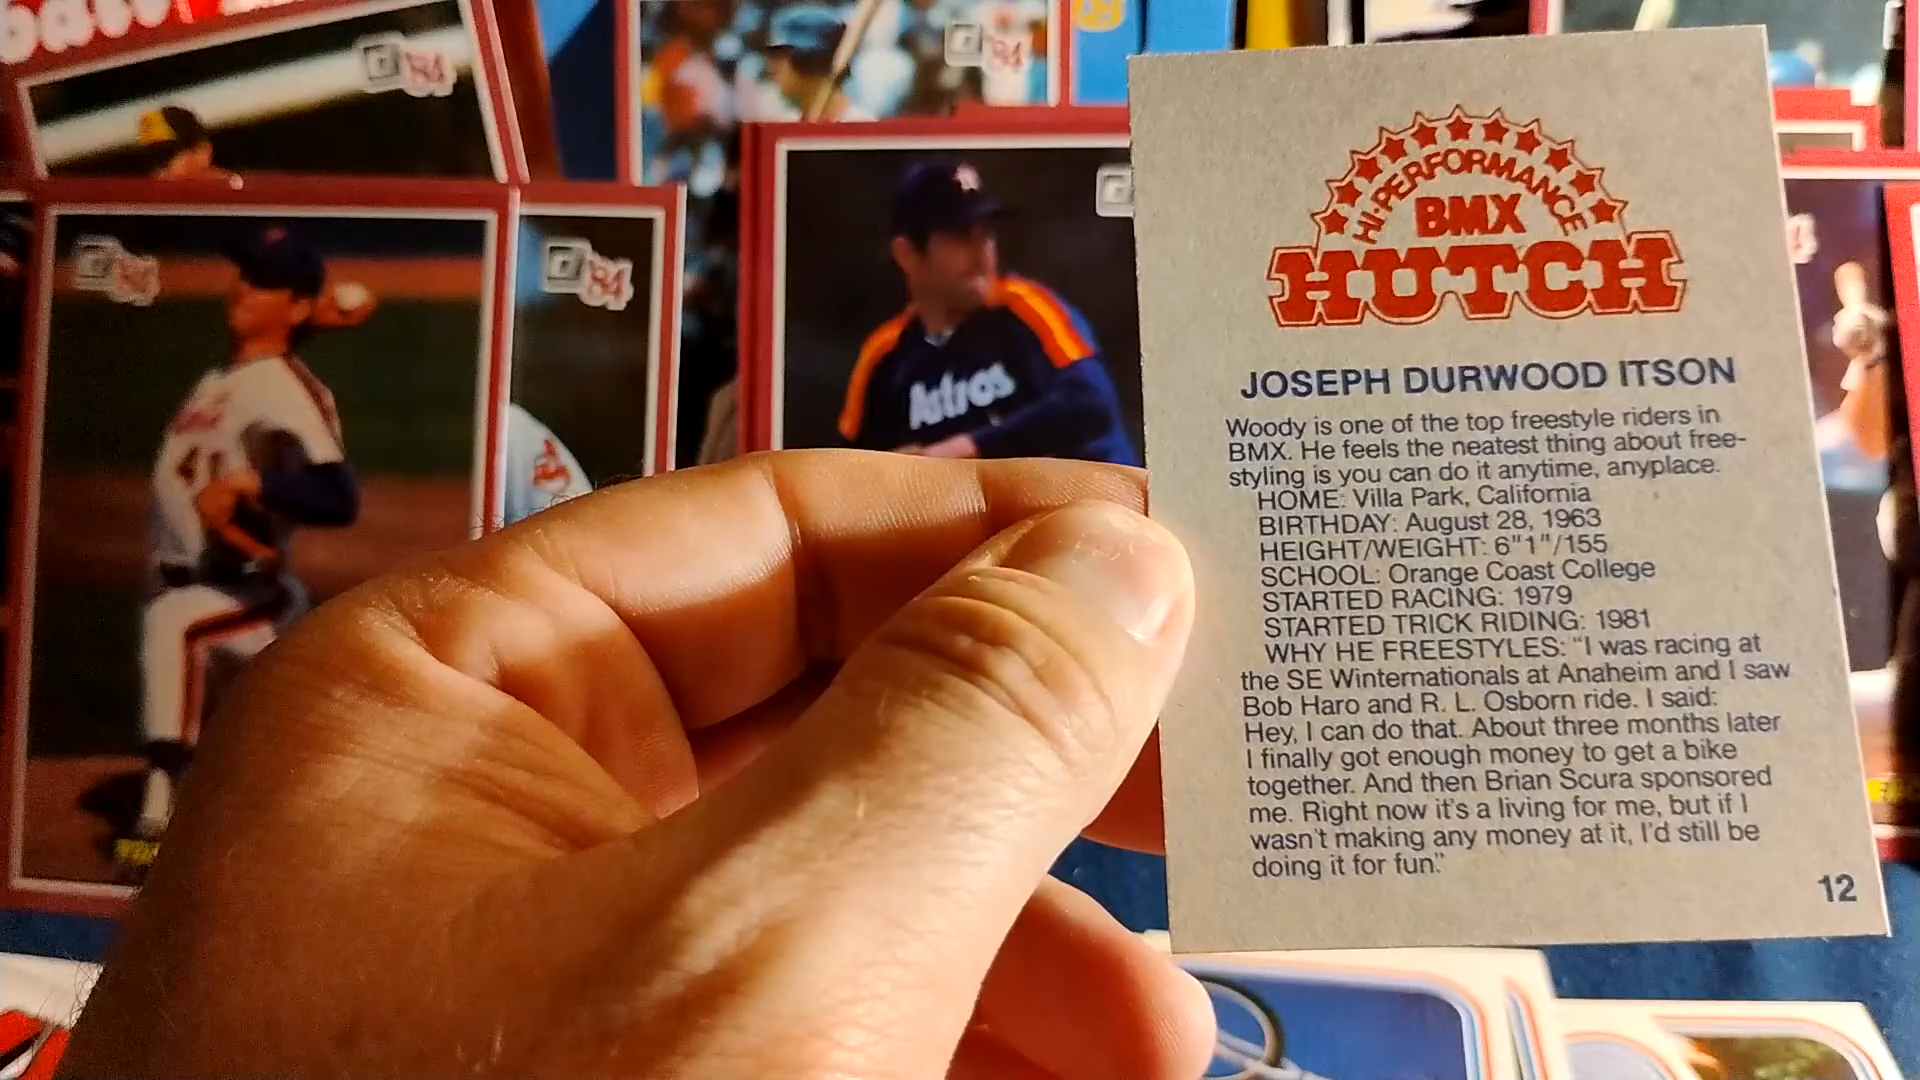 '84
'84
'84
'84
Astros
HI-PERFORMANCE
BMX
HUTCH
JOSEPH DURWOOD ITSON
Woody is one of the top freestyle riders in
BMX. He feels the neatest thing about free-
styling is you can do it anytime, anyplace.
HOME: Villa Park, California
BIRTHDAY: August 28, 1963
HEIGHT/WEIGHT: 6"1"/155
SCHOOL: Orange Coast College
STARTED RACING: 1979
STARTED TRICK RIDING: 1981
WHY HE FREESTYLES: "I was racing at
the SE Winternationals at Anaheim and I saw
Bob Haro and R. L. Osborn ride. I said:
Hey, I can do that. About three months later
I finally got enough money to get a bike
together. And then Brian Scura sponsored
me. Right now it's a living for me, but if I
wasn't making any money at it, I'd still be
doing it for fun."
12